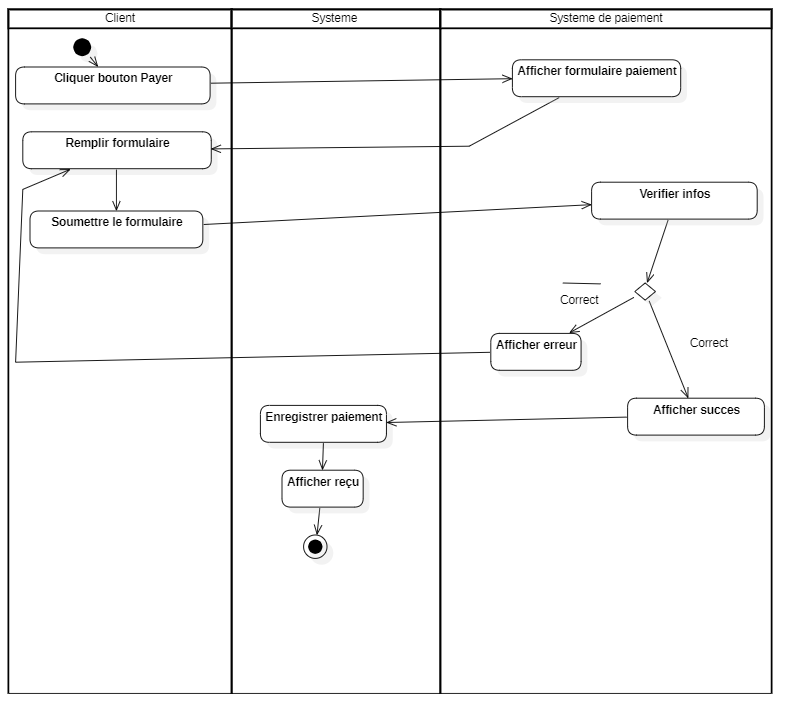 Client
Systeme
Systeme de paiement
Cliquer bouton Payer
Afficher formulaire paiement
Remplir formulaire
Verifier infos
Soumettre le formulaire
Correct
Correct
Afficher erreur
Afficher succes
Enregistrer paiement
Afficher reçu